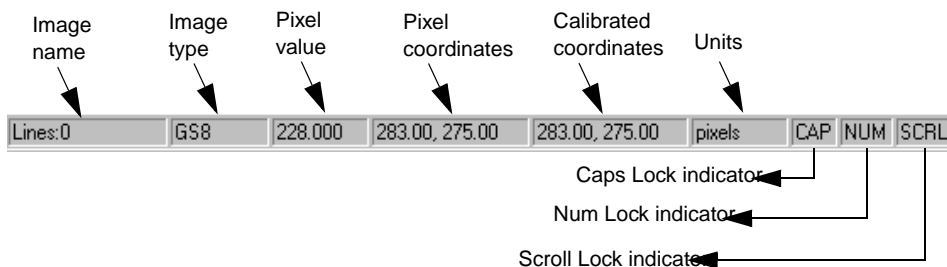 Image name
Image type
Pixel value
Pixel coordinates
Calibrated coordinates
Units
Lines:0 GS8 228.000 283.00, 275.00 283.00, 275.00 pixels CAP NUM SCRL
Caps Lock indicator
Num Lock indicator
Scroll Lock indicator